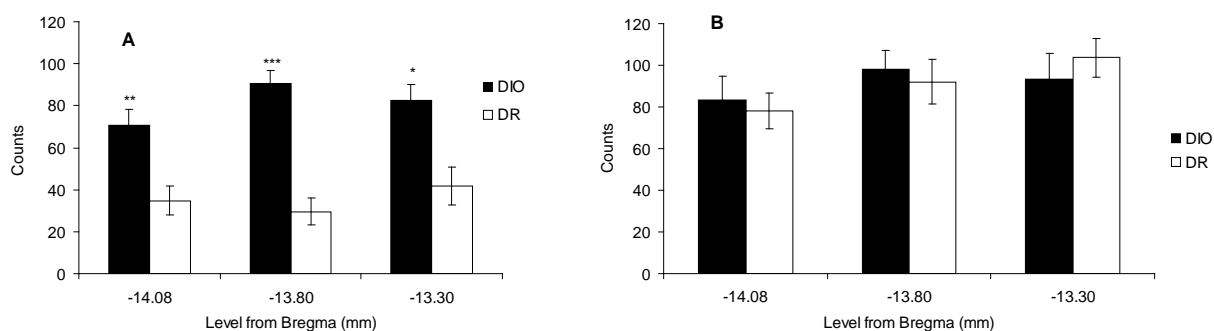 A
120
100
80
60
40
20
0
Counts
**
***
*
DIO
DR
-14.08
-13.80
-13.30
Level from Bregma (mm)
B
120
100
80
60
40
20
0
Counts
DIO
DR
-14.08
-13.80
-13.30
Level from Bregma (mm)